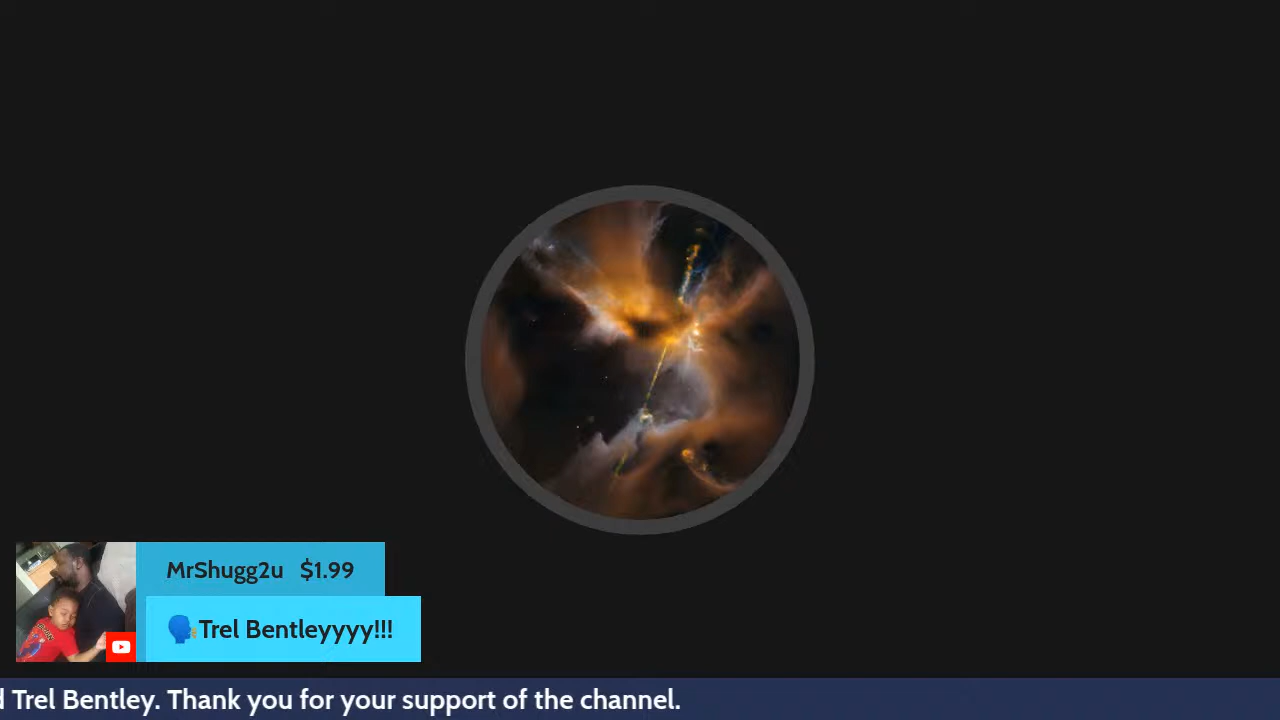 MrShugg2u $1.99
🗣Trel Bentleyyyy!!!
Trel Bentley. Thank you for your support of the channel.